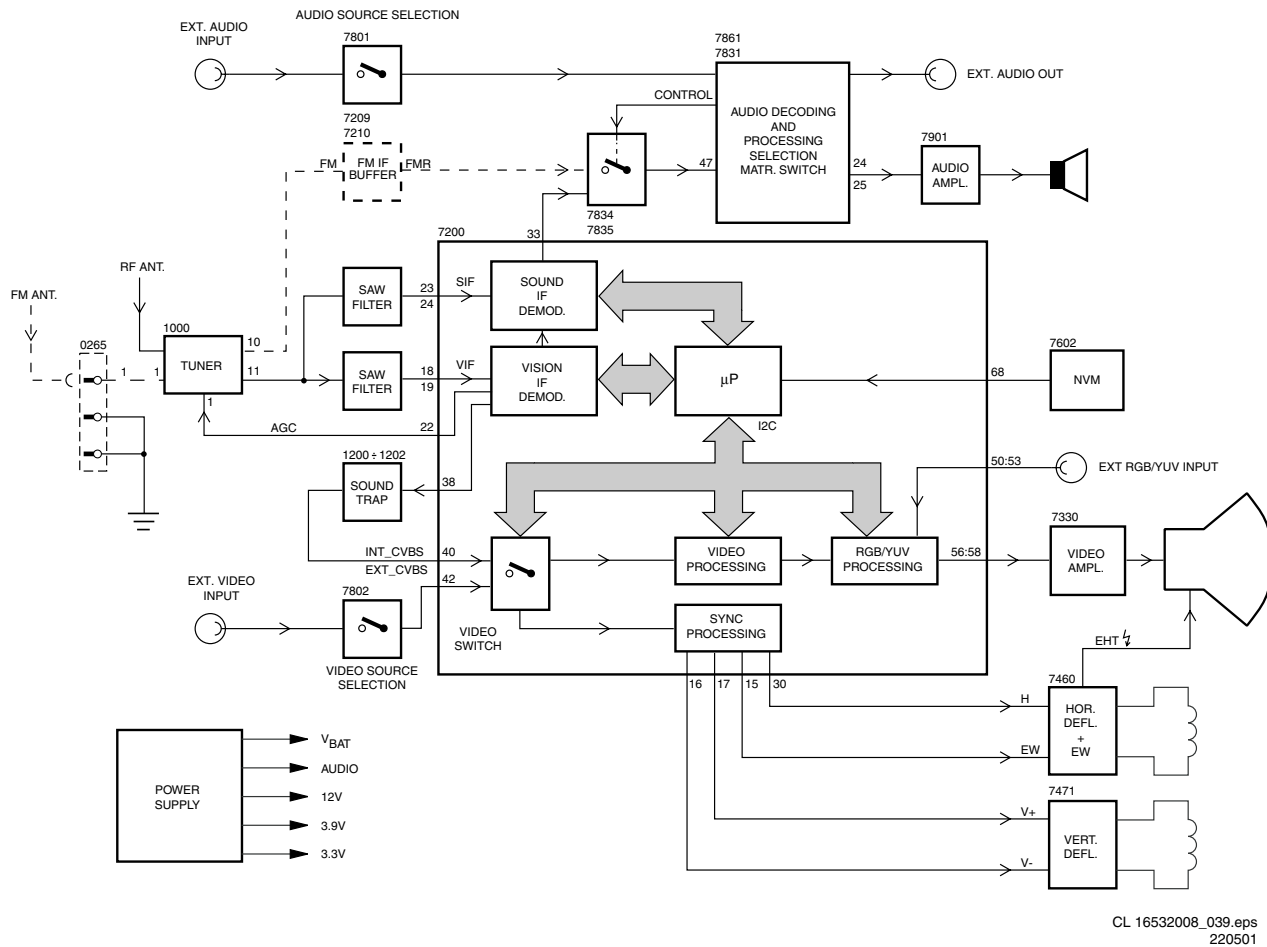 AUDIO SOURCE SELECTION
EXT. AUDIO
INPUT
7801
7861
7831
EXT. AUDIO OUT
CONTROL
AUDIO DECODING
AND
PROCESSING
SELECTION
MATR. SWITCH
7209
7210
FM
FM IF
BUFFER
FMR
47
24
25
7901
AUDIO
AMPL.
7834
7835
7200
33
RF ANT.
FM ANT.
0265
1
1
1000
TUNER
10
11
1
SAW
FILTER
23
24
SIF
SOUND
IF
DEMOD.
SAW
FILTER
18
19
VIF
VISION
IF
DEMOD.
µP
I2C
68
7602
NVM
AGC
22
1200 ÷ 1202
SOUND
TRAP
38
50:53
EXT RGB/YUV INPUT
INT_CVBS
40
EXT_CVBS
42
VIDEO
PROCESSING
RGB/YUV
PROCESSING
56:58
7330
VIDEO
AMPL.
EXT. VIDEO
INPUT
7802
VIDEO SOURCE
SELECTION
VIDEO
SWITCH
SYNC
PROCESSING
16
17
15
30
EHT
7460
H
HOR.
DEFL.
+
EW
EW
7471
V+
VERT.
DEFL.
V-
POWER
SUPPLY
VBAT
AUDIO
12V
3.9V
3.3V
CL 16532008_039.eps
220501